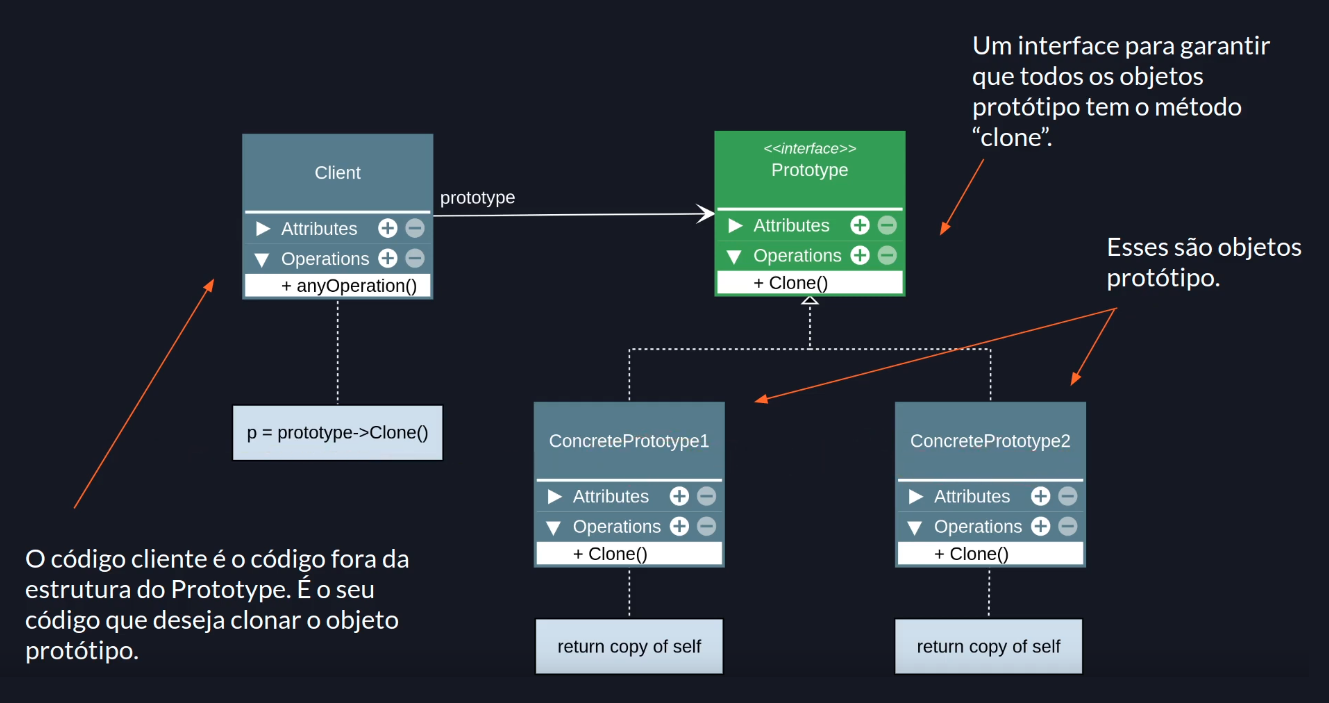 Um interface para garantir
que todos os objetos
protótipo tem o método
“clone”.
Client
prototype
<<interface>>
Prototype
Attributes
Operations
+ anyOperation()
Attributes
Operations
+ Clone()
Esses são objetos
protótipo.
p = prototype->Clone()
ConcretePrototype1
Attributes
Operations
+ Clone()
ConcretePrototype2
Attributes
Operations
+ Clone()
O código cliente é o código fora da
estrutura do Prototype. É o seu
código que deseja clonar o objeto
protótipo.
return copy of self
return copy of self